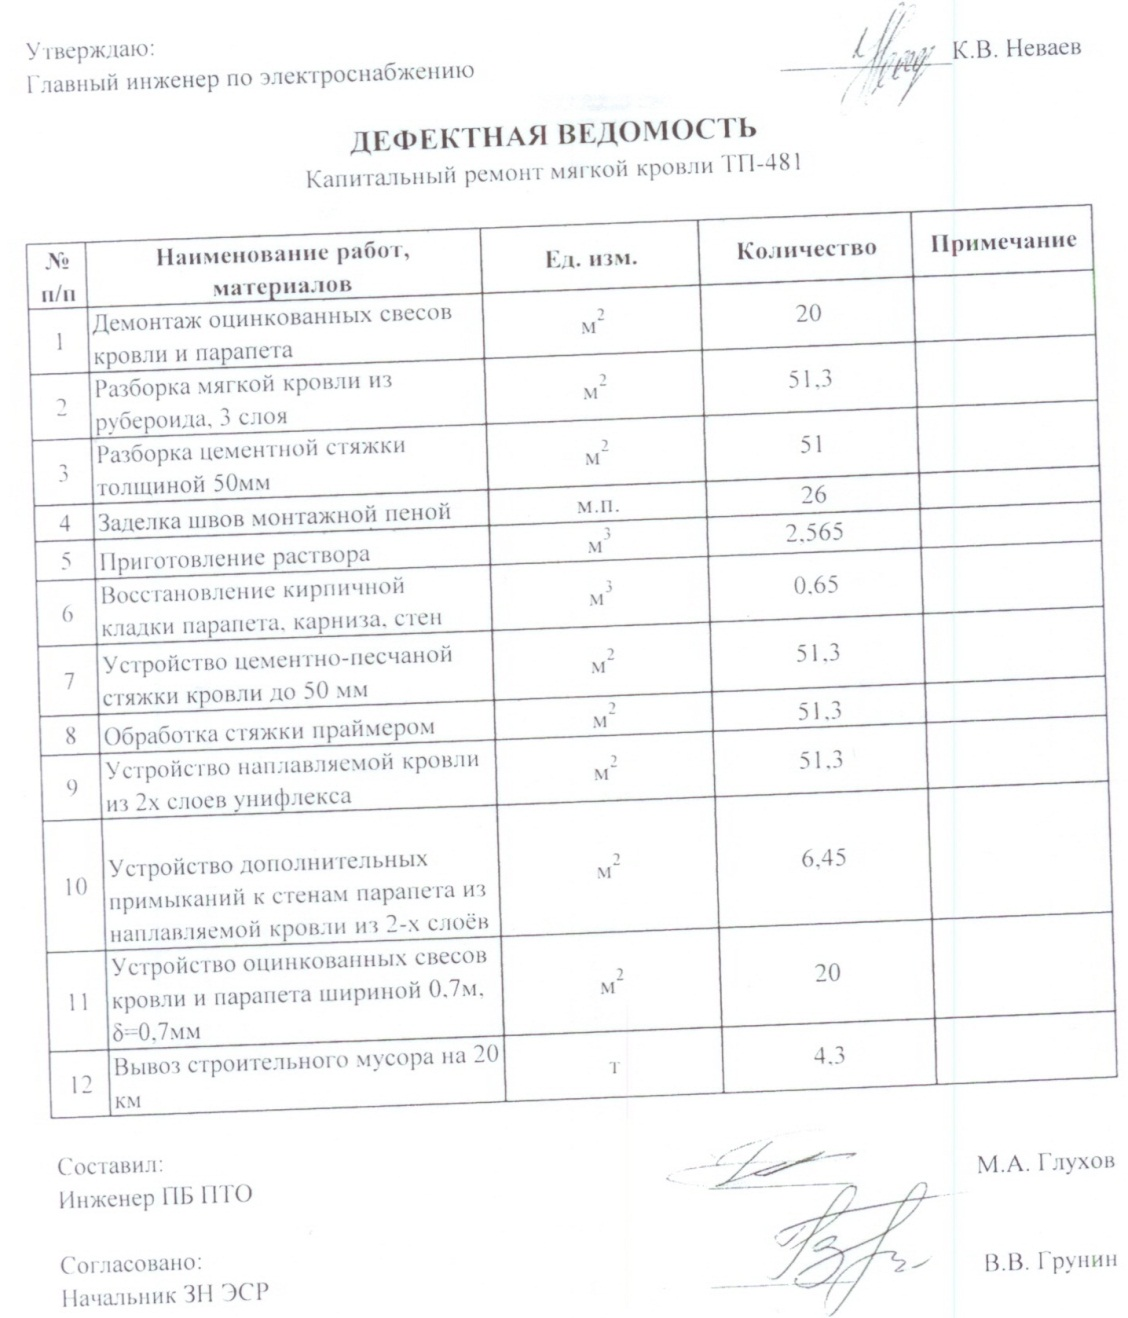 Утверждаю:
Главный инженер по электроснабжению
К.В. Неваев
ДЕФЕКТНАЯ ВЕДОМОСТЬ
Капитальный ремонт мягкой кровли ТП-481
№ п/п Наименование работ, материалов Ед. изм. Количество Примечание
1 Демонтаж оцинкованных свесов кровли и парапета м² 20
2 Разборка мягкой кровли из рубероида, 3 слоя м² 51,3
3 Разборка цементной стяжки толщиной 50мм м² 51
4 Заделка швов монтажной пеной м.п. 26
5 Приготовление раствора м³ 2,565
6 Восстановление кирпичной кладки парапета, карниза, стен м³ 0,65
7 Устройство цементно-песчаной стяжки кровли до 50 мм м² 51,3
8 Обработка стяжки праймером м² 51,3
9 Устройство наплавляемой кровли из 2х слоев унифлекса м² 51,3
10 Устройство дополнительных примыканий к стенам парапета из наплавляемой кровли из 2-х слоёв м² 6,45
11 Устройство оцинкованных свесов кровли и парапета шириной 0,7м, δ=0,7мм м² 20
12 Вывоз строительного мусора на 20 км т 4,3
Составил:
Инженер ПБ ПТО
М.А. Глухов
Согласовано:
Начальник ЗН ЭСР
В.В. Грунин